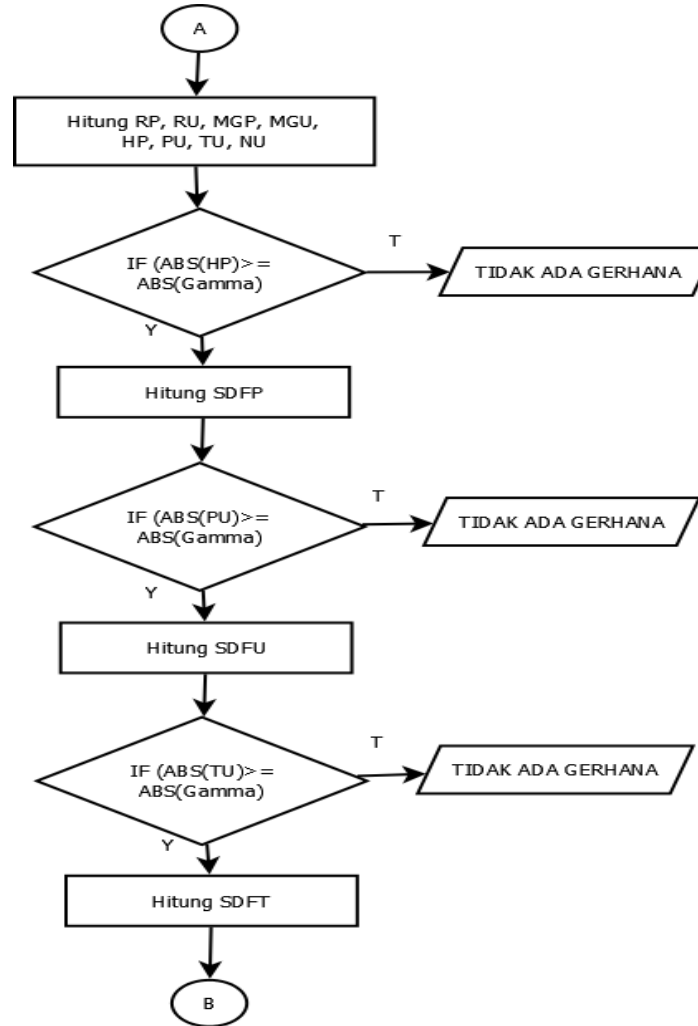 A
Hitung RP, RU, MGP, MGU,
HP, PU, TU, NU
IF (ABS(HP)>=
ABS(Gamma)
T
TIDAK ADA GERHANA
Y
Hitung SDFP
IF (ABS(PU)>=
ABS(Gamma)
T
TIDAK ADA GERHANA
Y
Hitung SDFU
IF (ABS(TU)>=
ABS(Gamma)
T
TIDAK ADA GERHANA
Y
Hitung SDFT
B